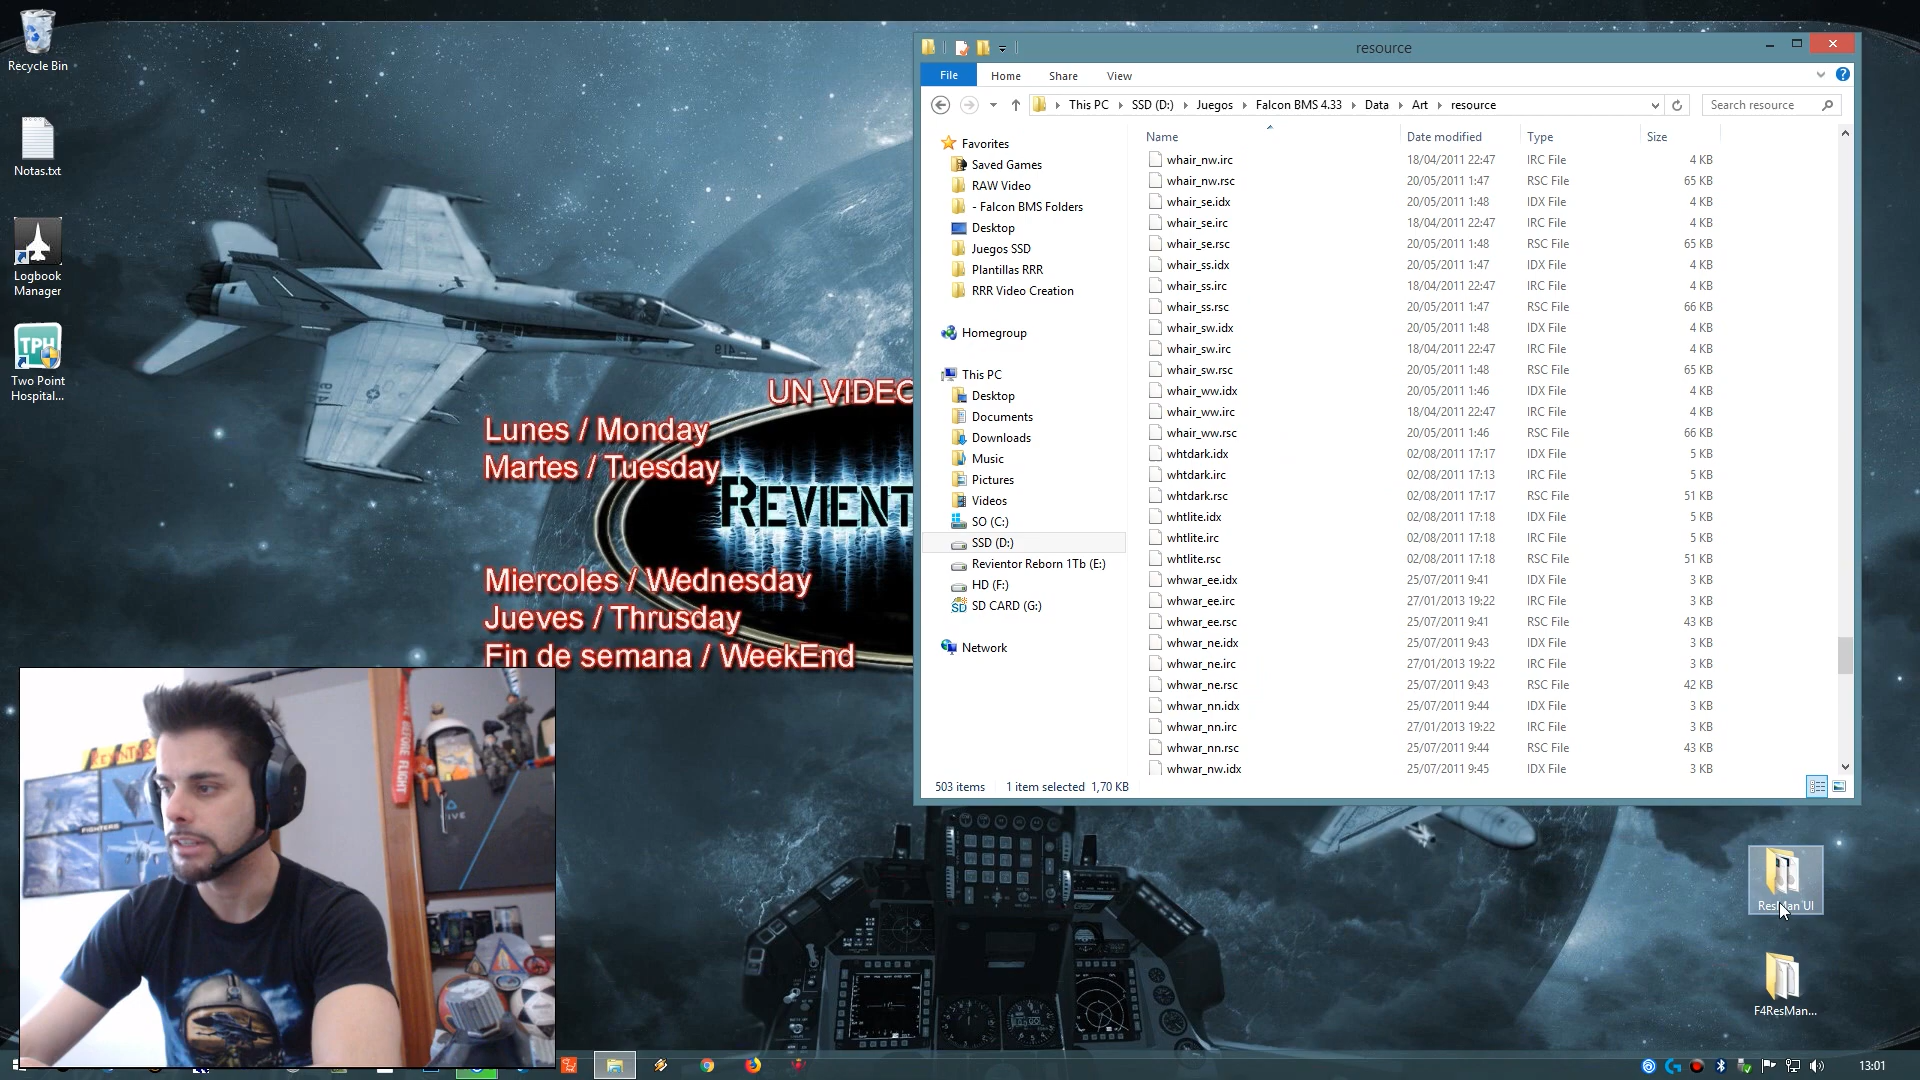 Recycle Bin
Notas.txt
Logbook
Manager
TPH
Two Point
Hospital...
UN VIDEO
Lunes / Monday
Martes / Tuesday
REVIENT
Miercoles / Wednesday
Jueves / Thrusday
Fin de semana / WeekEnd
resource
File Home Share View
This PC SSD (D:) Juegos Falcon BMS 4.33 Data Art resource
Search resource
Favorites
Saved Games
RAW Video
- Falcon BMS Folders
Desktop
Juegos SSD
Plantillas RRR
RRR Video Creation
Homegroup
This PC
Desktop
Documents
Downloads
Music
Pictures
Videos
SO (C:)
SSD (D:)
Revientor Reborn 1Tb (E:)
HD (F:)
SD CARD (G:)
Network
Name Date modified Type Size
whair_nw.irc 18/04/2011 22:47 IRC File 4 KB
whair_nw.rsc 20/05/2011 1:47 RSC File 65 KB
whair_se.idx 20/05/2011 1:48 IDX File 4 KB
whair_se.irc 18/04/2011 22:47 IRC File 4 KB
whair_se.rsc 20/05/2011 1:48 RSC File 65 KB
whair_ss.idx 20/05/2011 1:47 IDX File 4 KB
whair_ss.irc 18/04/2011 22:47 IRC File 4 KB
whair_ss.rsc 20/05/2011 1:47 RSC File 66 KB
whair_sw.idx 20/05/2011 1:48 IDX File 4 KB
whair_sw.irc 18/04/2011 22:47 IRC File 4 KB
whair_sw.rsc 20/05/2011 1:48 RSC File 65 KB
whair_ww.idx 20/05/2011 1:46 IDX File 4 KB
whair_ww.irc 18/04/2011 22:47 IRC File 4 KB
whair_ww.rsc 20/05/2011 1:46 RSC File 66 KB
whtdark.idx 02/08/2011 17:17 IDX File 5 KB
whtdark.irc 02/08/2011 17:13 IRC File 5 KB
whtdark.rsc 02/08/2011 17:17 RSC File 51 KB
whtlite.idx 02/08/2011 17:18 IDX File 5 KB
whtlite.irc 02/08/2011 17:18 IRC File 5 KB
whtlite.rsc 02/08/2011 17:18 RSC File 51 KB
whwar_ee.idx 25/07/2011 9:41 IDX File 3 KB
whwar_ee.irc 27/01/2013 19:22 IRC File 3 KB
whwar_ee.rsc 25/07/2011 9:41 RSC File 43 KB
whwar_ne.idx 25/07/2011 9:43 IDX File 3 KB
whwar_ne.irc 27/01/2013 19:22 IRC File 3 KB
whwar_ne.rsc 25/07/2011 9:43 RSC File 42 KB
whwar_nn.idx 25/07/2011 9:44 IDX File 3 KB
whwar_nn.irc 27/01/2013 19:22 IRC File 3 KB
whwar_nn.rsc 25/07/2011 9:44 RSC File 43 KB
whwar_nw.idx 25/07/2011 9:45 IDX File 3 KB
503 items 1 item selected 1,70 KB
ResMan UI
F4ResMan...
FIGHTERS
BEFORE FLIGHT
VIVE
13:01